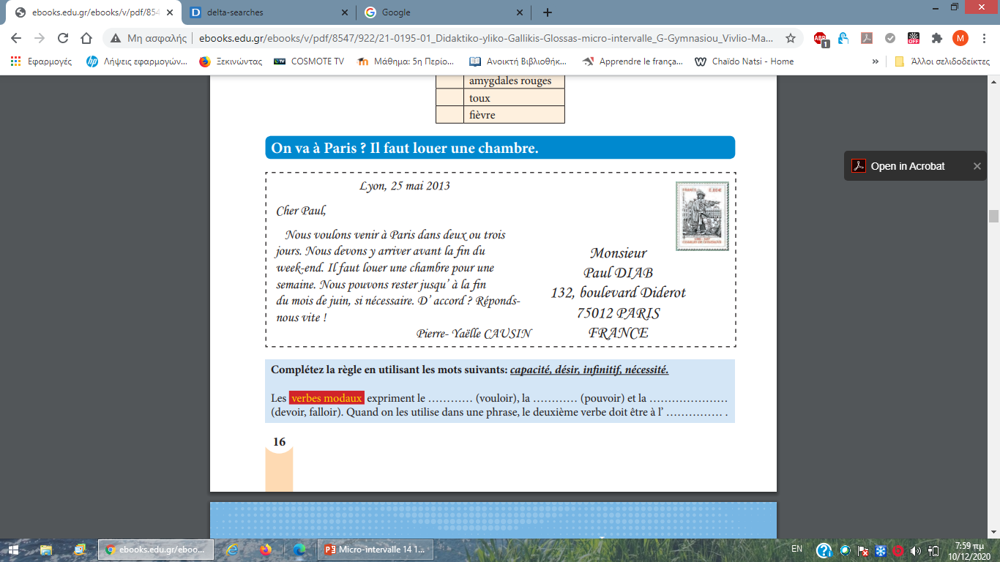 ebooks.edu.gr/ebooks/v/pdf/854
delta-searches
Google
Μη ασφαλής | ebooks.edu.gr/ebooks/v/pdf/8547/922/21-0195-01_Didaktiko-yliko-Gallikis-Glossas-micro-intervalle_G-Gymnasiou_Vivlio-Ma...
ABP 1 OFF M
Εφαρμογές
Λήψεις εφαρμογών...
Ξεκινώντας
COSMOTE TV
Μάθημα: 5η Περίο...
Ανοικτή Βιβλιοθήκ...
Apprendre le frança...
Chaïdo Natsi - Home
»
Άλλοι σελιδοδείκτες
amygdales rouges
toux
fièvre
On va à Paris ? Il faut louer une chambre.
Open in Acrobat
Lyon, 25 mai 2013
Cher Paul,
Nous voulons venir à Paris dans deux ou trois
jours. Nous devons y arriver avant la fin du
week-end. Il faut louer une chambre pour une
semaine. Nous pouvons rester jusqu’ à la fin
du mois de juin, si nécessaire. D’ accord ? Réponds-
nous vite !
Pierre- Yaëlle CAUSIN
FRANCE
Monsieur
Paul DIAB
132, boulevard Diderot
75012 PARIS
FRANCE
Complétez la règle en utilisant les mots suivants: capacité, désir, infinitif, nécessité.
Les verbes modaux expriment le ………… (vouloir), la ………… (pouvoir) et la …………………
(devoir, falloir). Quand on les utilise dans une phrase, le deuxième verbe doit être à l’ …………… .
16
ebooks.edu.gr/eboo...
Micro-intervalle 14 1...
EN
7:59 πμ
10/12/2020